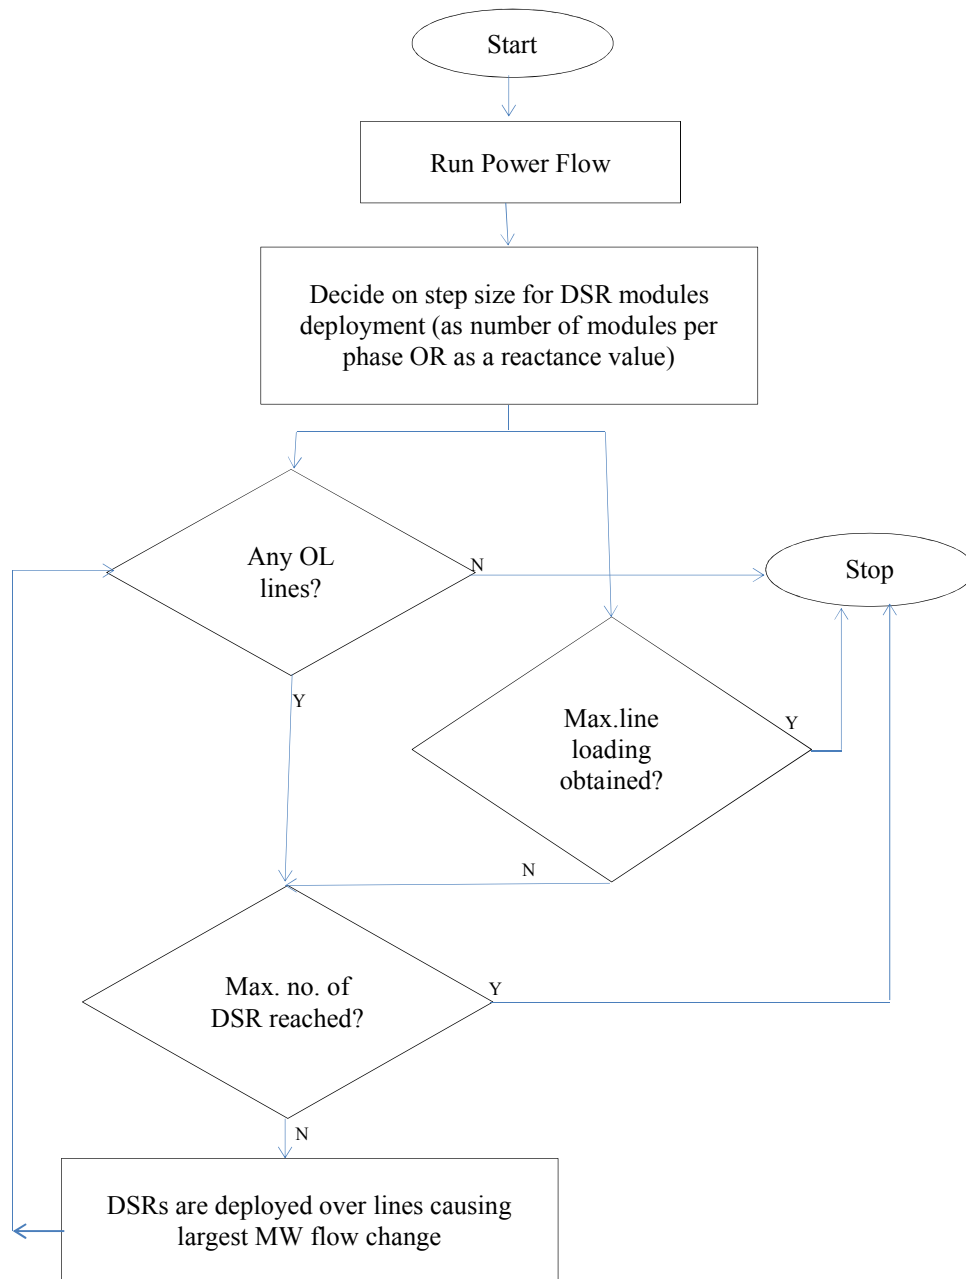 Start
Run Power Flow
Decide on step size for DSR modules
deployment (as number of modules per
phase OR as a reactance value)
Any OL
lines?
N
Stop
Y
Max.line
loading
obtained?
Y
N
Max. no. of
DSR reached?
Y
N
DSRs are deployed over lines causing
largest MW flow change